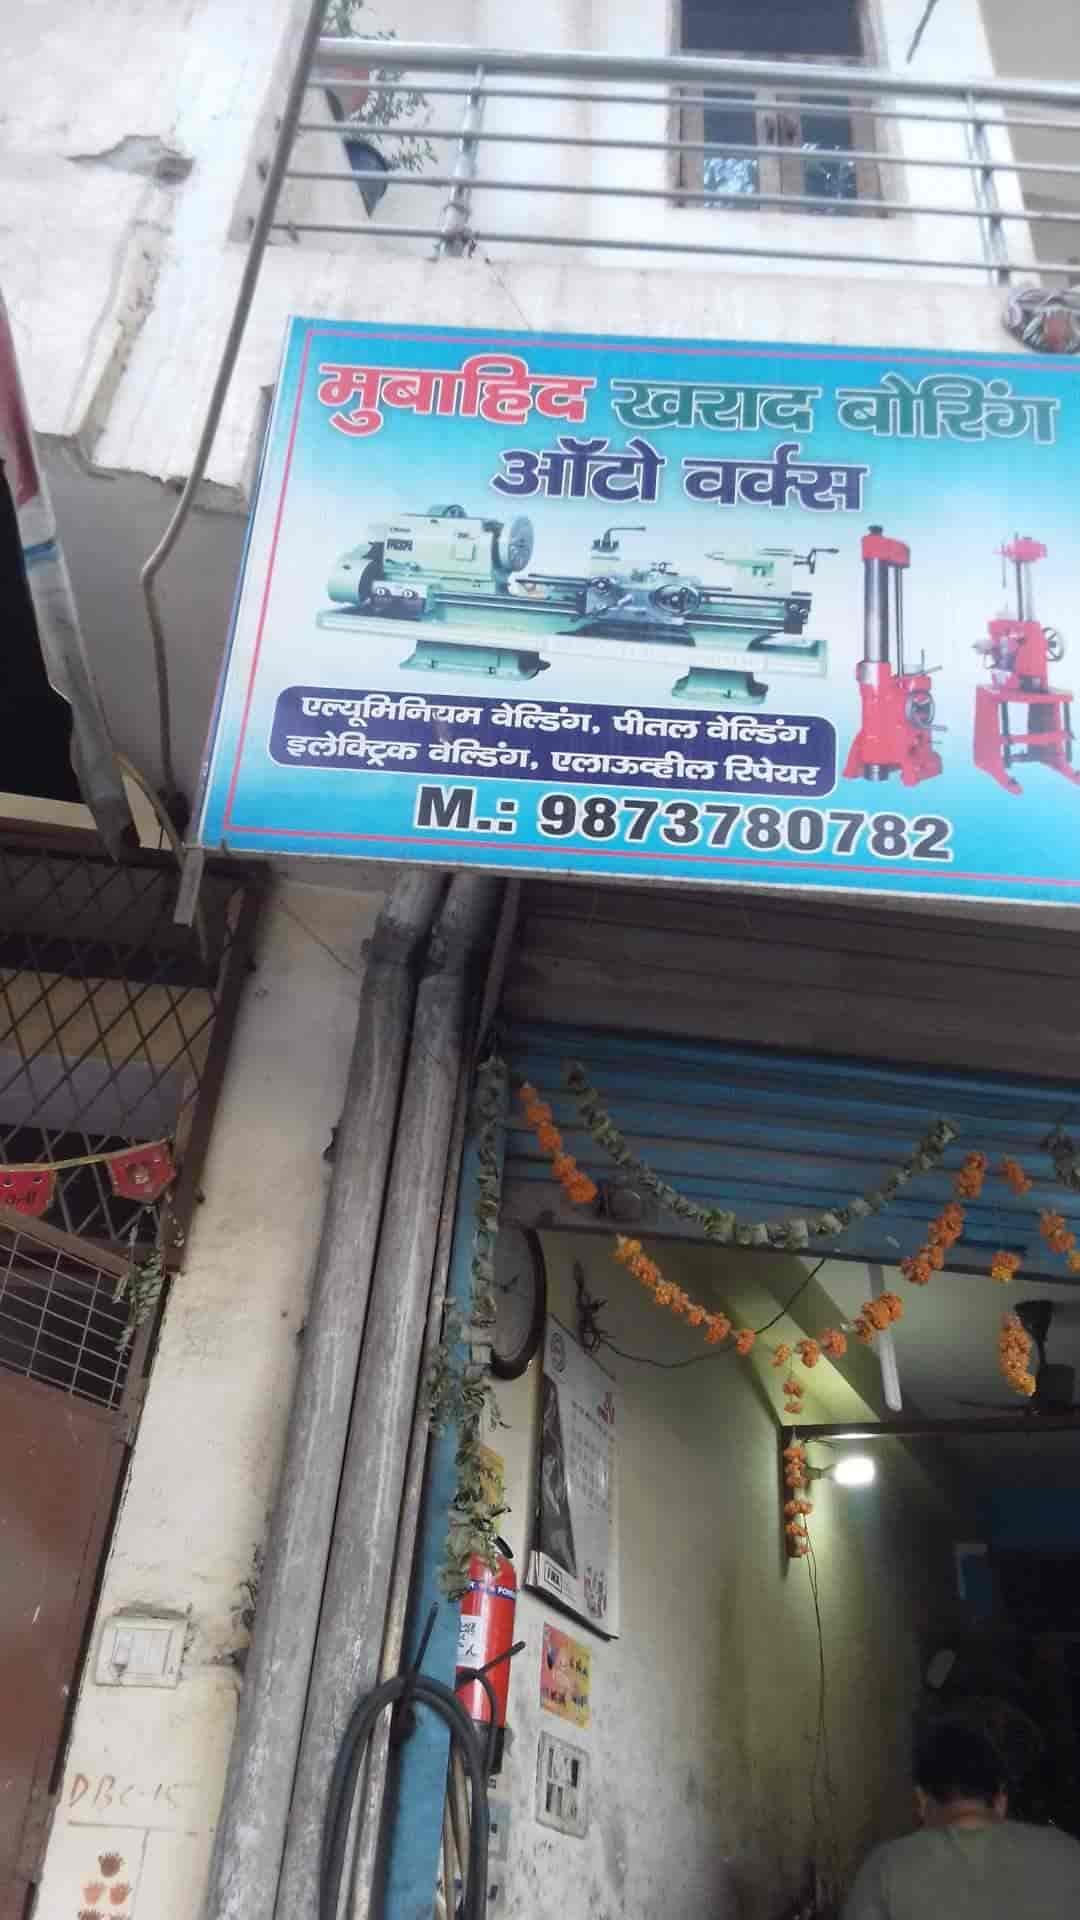 मुबाहिद खराद बोरिंग
ऑटो वर्क्स
एल्यूमिनियम वेल्डिंग, पीतल वेल्डिंग
इलेक्ट्रिक वेल्डिंग, एलाऊव्हील रिपेयर
M.: 9873780782
DBC-15